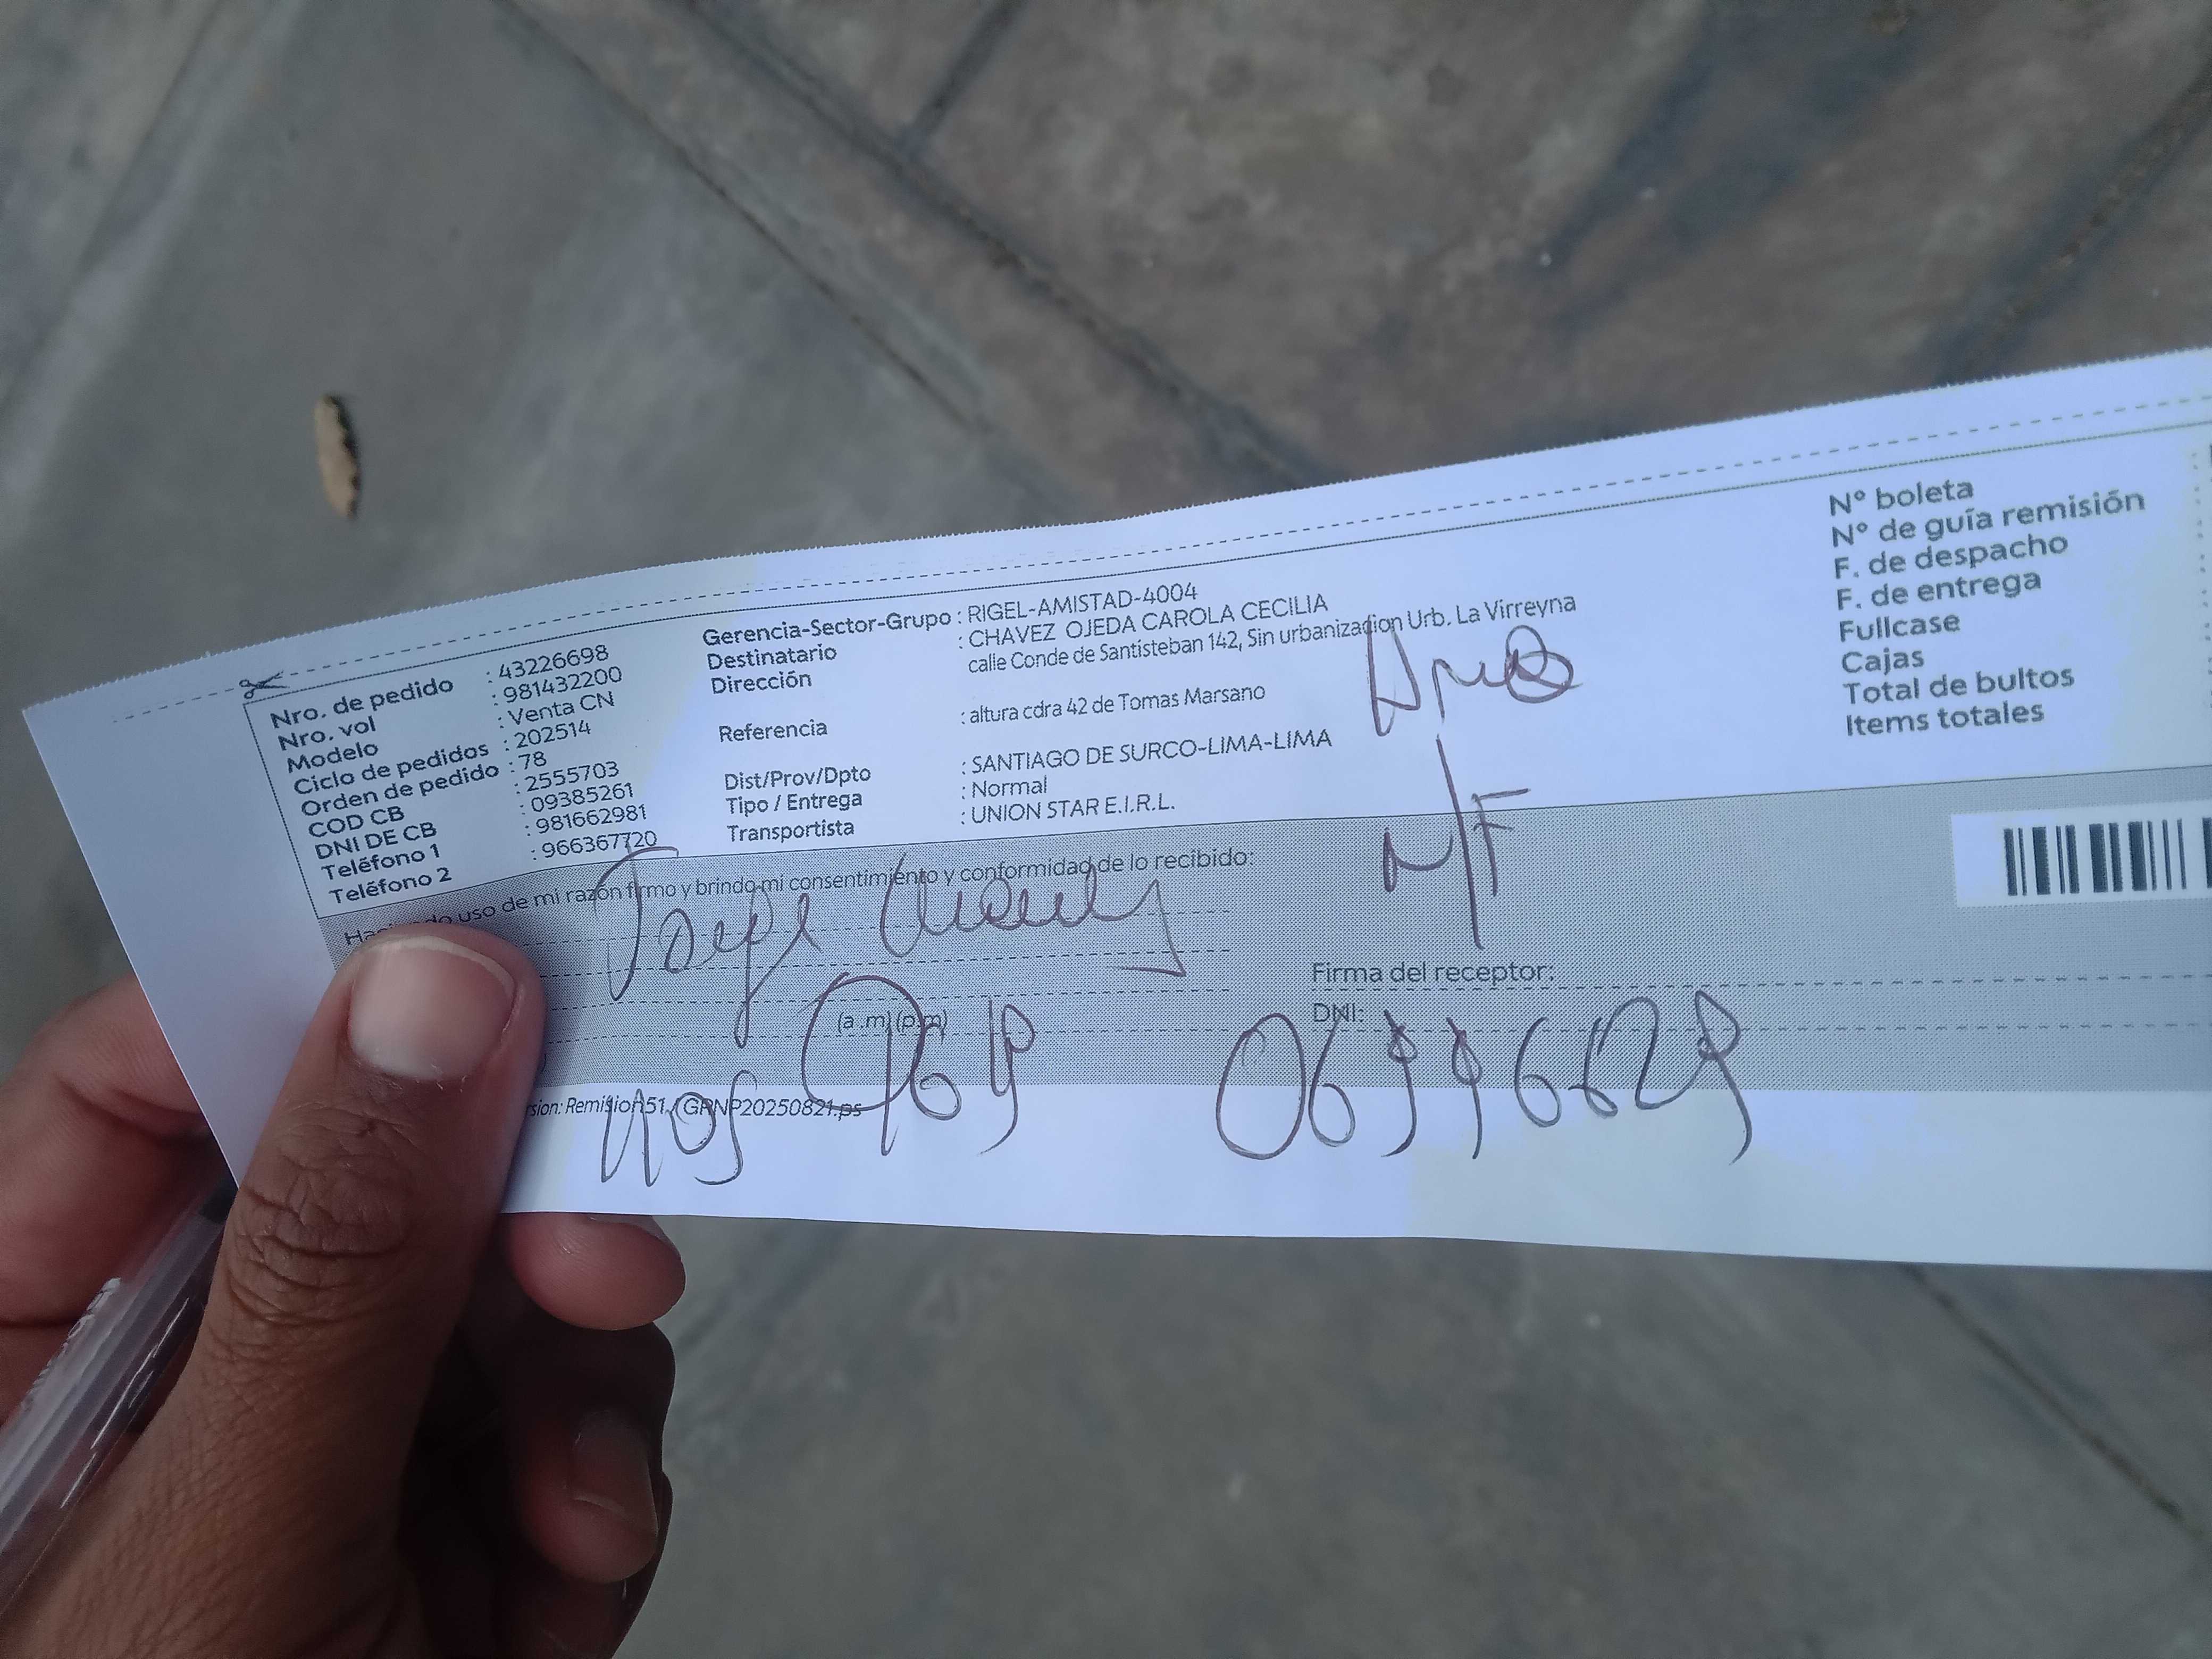 Nro. de pedido : 43226698
Nro. vol : 981432200
Modelo : Venta CN
Ciclo de pedidos : 202514
Orden de pedido : 78
COD CB : 2555703
DNI DE CB : 09385261
Teléfono 1 : 981662981
Teléfono 2 : 966367720
Gerencia-Sector-Grupo : RIGEL-AMISTAD-4004
Destinatario : CHAVEZ OJEDA CAROLA CECILIA
Dirección calle Conde de Santisteban 142, Sin urbanizacion Urb. La Virreyna
Referencia : altura cdra 42 de Tomas Marsano
Dist/Prov/Dpto : SANTIAGO DE SURCO-LIMA-LIMA
Tipo / Entrega : Normal
Transportista : UNION STAR E.I.R.L.
N° boleta
N° de guía remisión
F. de despacho
F. de entrega
Fullcase
Cajas
Total de bultos
Items totales
N/F
uso de mi razón firmo y brindo mi consentimiento y conformidad de lo recibido:
Jorge
Firma del receptor:
(a .m) (p.m)
DNI:
Remision51 / GRNP20250821.ps